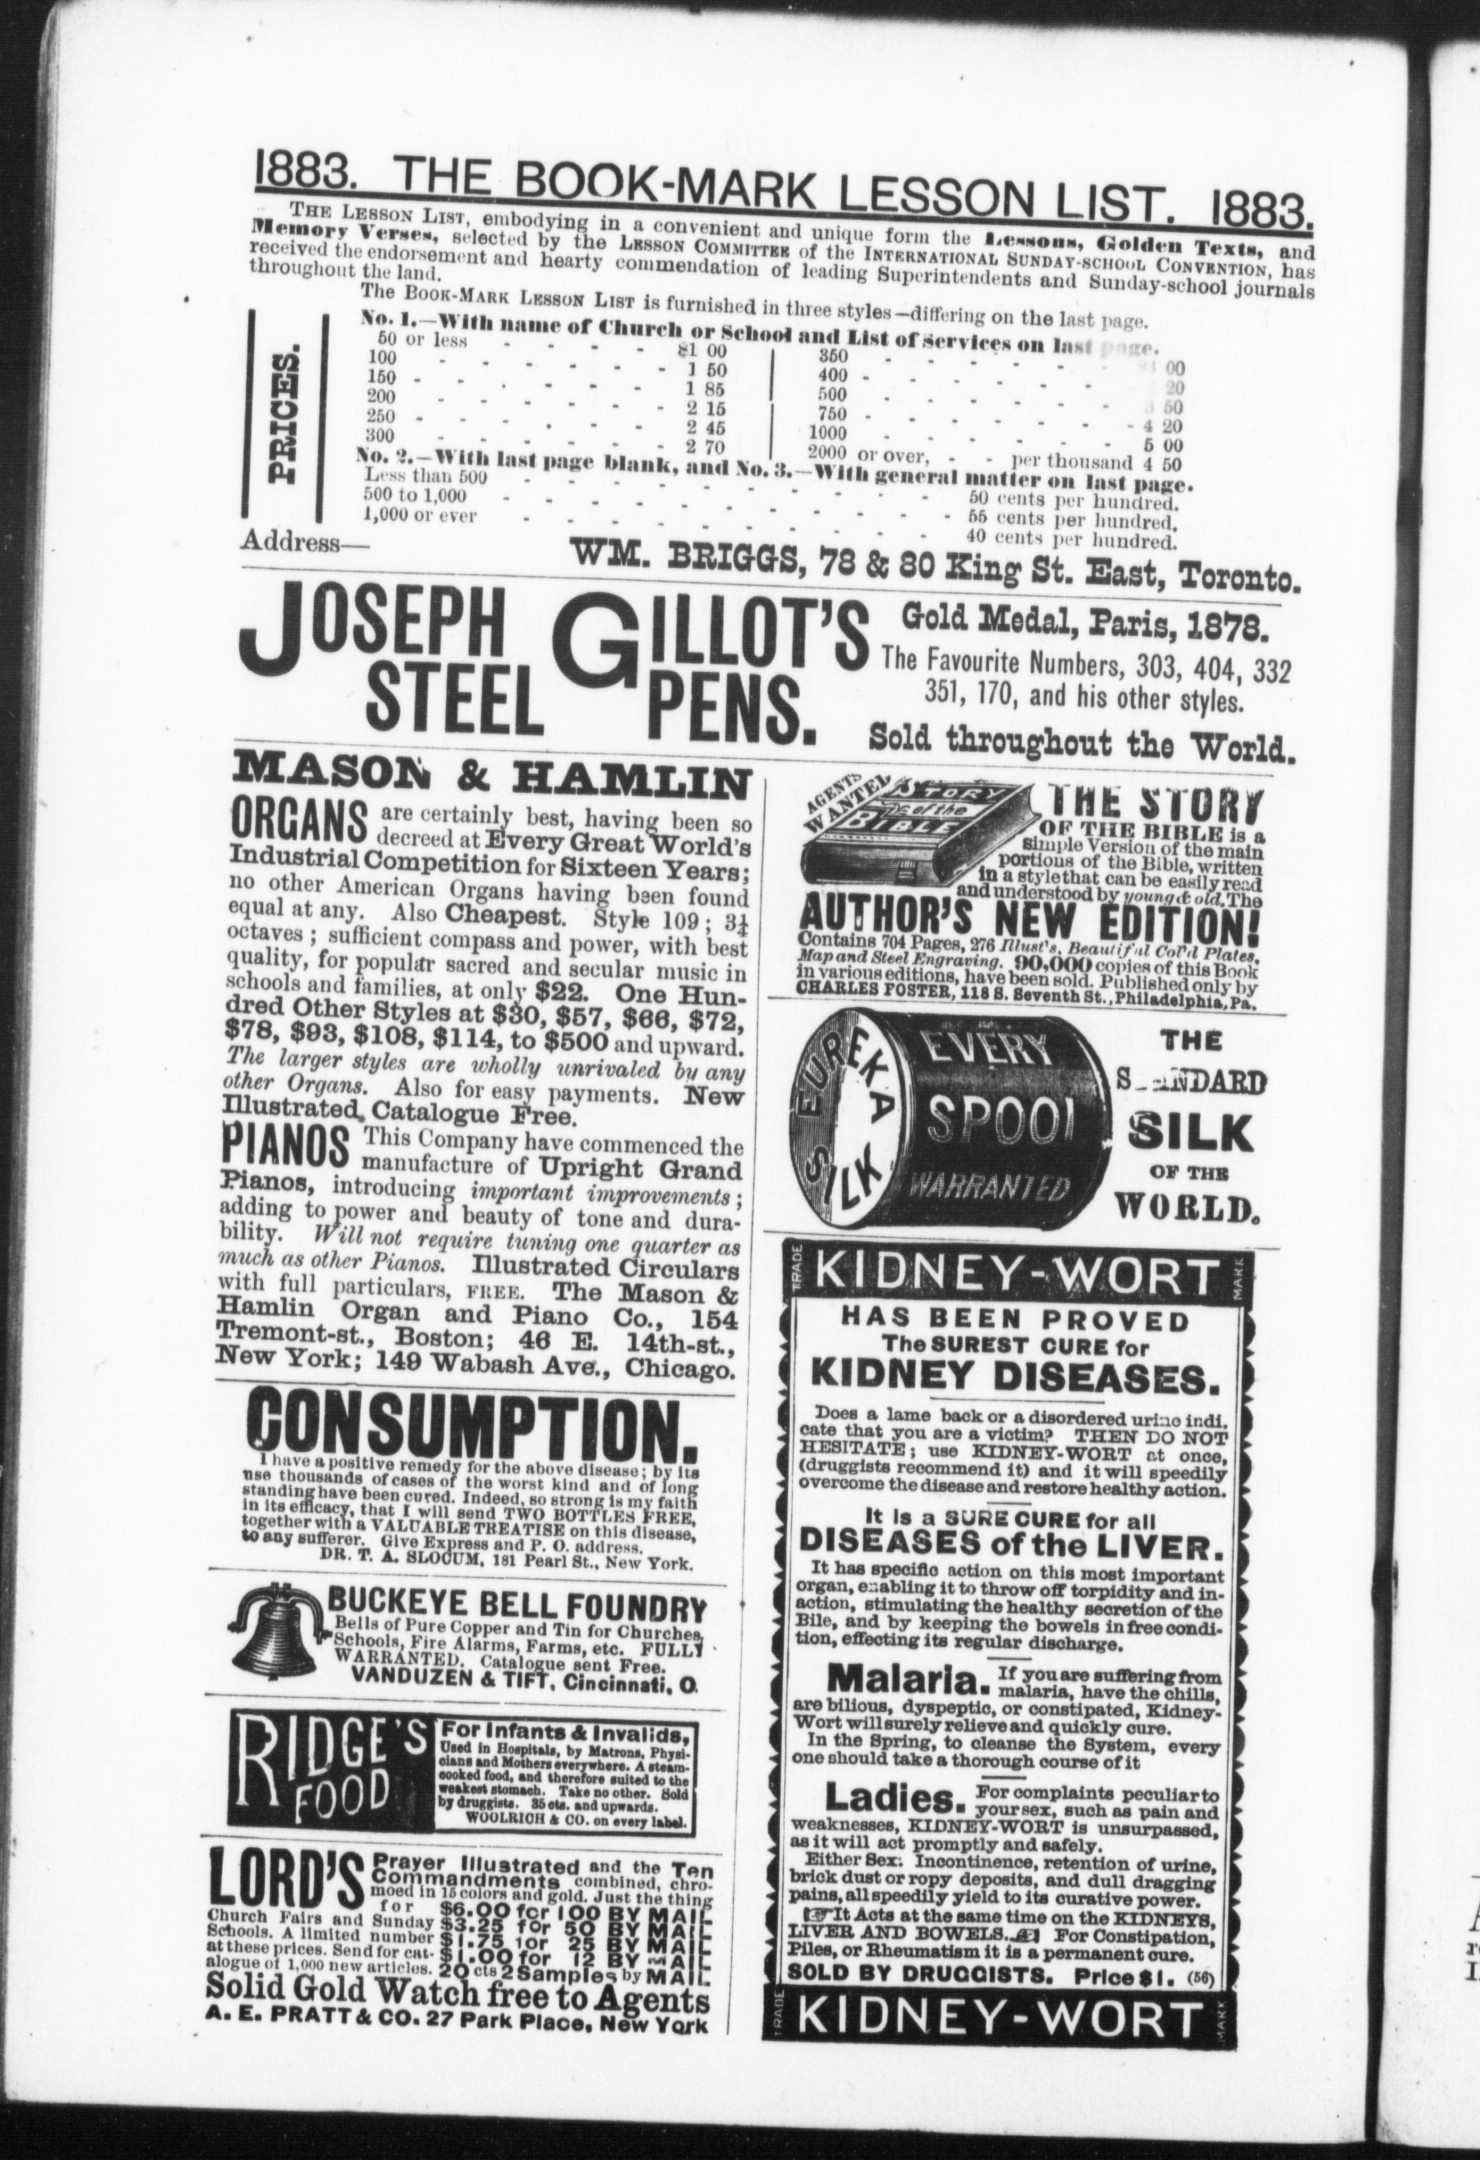 1883. THE BOOK-MARK LESSON LIST. 1883.
THE LESSON LIST, embodying in a convenient and unique form the Lessons, Golden Texts, and
Memory Verses, selected by the LESSON COMMITTEE of the INTERNATIONAL SUNDAY-SCHOOL CONVENTION, has
received the endorsement and hearty commendation of leading Superintendents and Sunday-school journals
throughout the land.
The BOOK-MARK LESSON LIST is furnished in three styles—differing on the last page.
PRICES.
No. 1.—With name of Church or School and List of Services on last page.
50 or less - - - - $1 00
100 - - - - - 1 50
150 - - - - - 1 85
200 - - - - - 2 15
250 - - - - - 2 45
300 - - - - - 2 70
350 - - - - - 00
400 - - - - - 20
500 - - - - - 3 50
750 - - - - - 4 20
1000 - - - - - 5 00
2000 or over, - - per thousand 4 50
No. 2.—With last page blank, and No. 3.—With general matter on last page.
Less than 500 - - - - - 50 cents per hundred.
500 to 1,000 - - - - - 55 cents per hundred.
1,000 or ever - - - - - 40 cents per hundred.
Address—
WM. BRIGGS, 78 & 80 King St. East, Toronto.
JOSEPH GILLOT'S
STEEL PENS.
Gold Medal, Paris, 1878.
The Favourite Numbers, 303, 404, 332
351, 170, and his other styles.
Sold throughout the World.
MASON & HAMLIN
ORGANS are certainly best, having been so
decreed at Every Great World's
Industrial Competition for Sixteen Years;
no other American Organs having been found
equal at any. Also Cheapest. Style 109; 3¼
octaves; sufficient compass and power, with best
quality, for popular sacred and secular music in
schools and families, at only $22. One Hun-
dred Other Styles at $30, $57, $66, $72,
$78, $93, $108, $114, to $500 and upward.
The larger styles are wholly unrivaled by any
other Organs. Also for easy payments. New
Illustrated Catalogue Free.
PIANOS This Company have commenced the
manufacture of Upright Grand
Pianos, introducing important improvements;
adding to power and beauty of tone and dura-
bility. Will not require tuning one quarter as
much as other Pianos. Illustrated Circulars
with full particulars, FREE. The Mason &
Hamlin Organ and Piano Co., 154
Tremont-st., Boston; 46 E. 14th-st.,
New York; 149 Wabash Ave., Chicago.
CONSUMPTION.
I have a positive remedy for the above disease; by its
use thousands of cases of the worst kind and of long
standing have been cured. Indeed, so strong is my faith
in its efficacy, that I will send TWO BOTTLES FREE,
together with a VALUABLE TREATISE on this disease,
to any sufferer. Give Express and P. O. address.
DR. T. A. SLOCUM, 181 Pearl St., New York.
BUCKEYE BELL FOUNDRY
Bells of Pure Copper and Tin for Churches,
Schools, Fire Alarms, Farms, etc. FULLY
WARRANTED. Catalogue sent Free.
VANDUZEN & TIFT, Cincinnati, O.
RIDGE'S
FOOD
For Infants & Invalids,
Used in Hospitals, by Matrons, Physi-
cians and Mothers everywhere. A steam-
cooked food, and therefore suited to the
weakest stomach. Take no other. Sold
by druggists. 35 cts. and upwards.
WOOLRICH & CO. on every label.
LORD'S Prayer Illustrated and the Ten
Commandments combined, chro-
moed in 15 colors and gold. Just the thing
for $6.00 for 100 BY MAIL
Church Fairs and Sunday $3.25 for 50 BY MAIL
Schools. A limited number $1.75 for 25 BY MAIL
at these prices. Send for cat- $1.00 for 12 BY MAIL
alogue of 1,000 new articles. 20 cts 2 Samples by MAIL
Solid Gold Watch free to Agents
A. E. PRATT & CO. 27 Park Place, New York
AGENTS
WANTED
STORY
of the
BIBLE
THE STORY
OF THE BIBLE is a
simple Version of the main
portions of the Bible, written
in a style that can be easily read
and understood by young & old. The
AUTHOR'S NEW EDITION!
Contains 704 Pages, 276 Illust's, Beautiful Col'd Plates,
Map and Steel Engraving. 90,000 copies of this Book
in various editions, have been sold. Published only by
CHARLES FOSTER, 118 S. Seventh St., Philadelphia, Pa.
EUREKA
SILK
EVERY
SPOOL
WARRANTED
THE
STANDARD
SILK
OF THE
WORLD.
TRADE KIDNEY-WORT MARK
HAS BEEN PROVED
The SUREST CURE for
KIDNEY DISEASES.
Does a lame back or a disordered urine indi-
cate that you are a victim? THEN DO NOT
HESITATE; use KIDNEY-WORT at once,
(druggists recommend it) and it will speedily
overcome the disease and restore healthy action.
It is a SURE CURE for all
DISEASES of the LIVER.
It has specific action on this most important
organ, enabling it to throw off torpidity and in-
action, stimulating the healthy secretion of the
Bile, and by keeping the bowels in free condi-
tion, effecting its regular discharge.
Malaria. If you are suffering from
malaria, have the chills,
are bilious, dyspeptic, or constipated, Kidney-
Wort will surely relieve and quickly cure.
In the Spring, to cleanse the System, every
one should take a thorough course of it
Ladies. For complaints peculiar to
your sex, such as pain and
weaknesses, KIDNEY-WORT is unsurpassed,
as it will act promptly and safely.
Either Sex. Incontinence, retention of urine,
brick dust or ropy deposits, and dull dragging
pains, all speedily yield to its curative power.
☞It Acts at the same time on the KIDNEYS,
LIVER AND BOWELS.☜ For Constipation,
Piles, or Rheumatism it is a permanent cure.
SOLD BY DRUGGISTS. Price $1. (56)
TRADE KIDNEY-WORT MARK